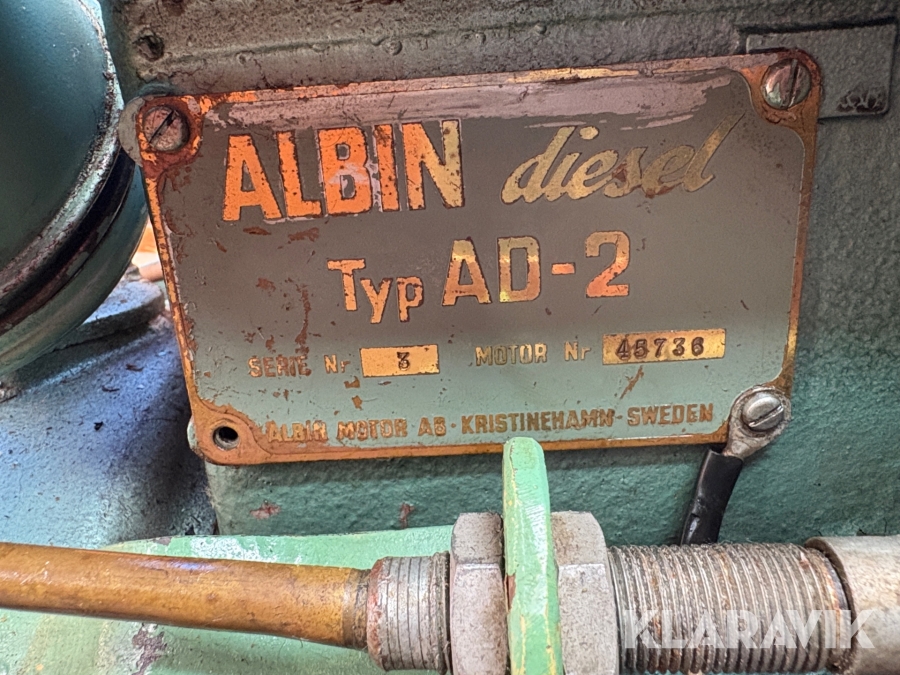 ALBIN diesel
Typ AD-2
SERIE Nr 3 MOTOR Nr 45736
ALBIN MOTOR AB · KRISTINEHAMN · SWEDEN
KLARAVIK